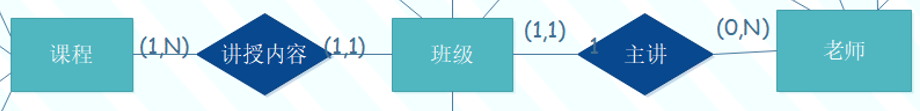 课程 (1,N) 讲授内容 (1,1) 班级 (1,1) 1 主讲 (0,N) 老师